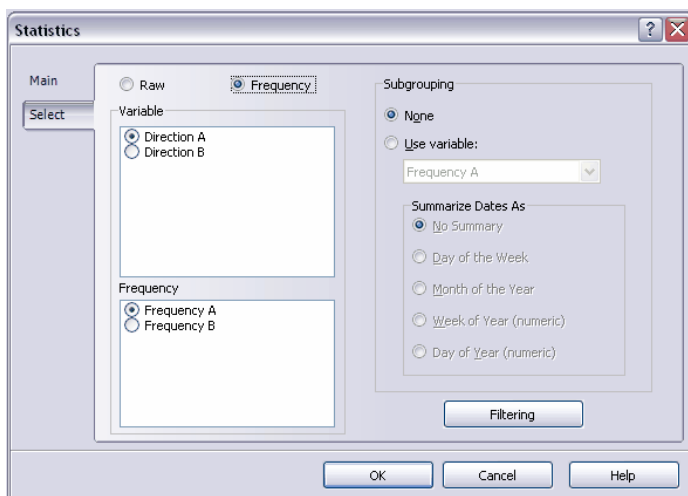 Statistics
Main
Select
Raw
Frequency
Variable
Direction A
Direction B
Frequency
Frequency A
Frequency B
Subgrouping
None
Use variable:
Frequency A
Summarize Dates As
No Summary
Day of the Week
Month of the Year
Week of Year (numeric)
Day of Year (numeric)
Filtering
OK
Cancel
Help